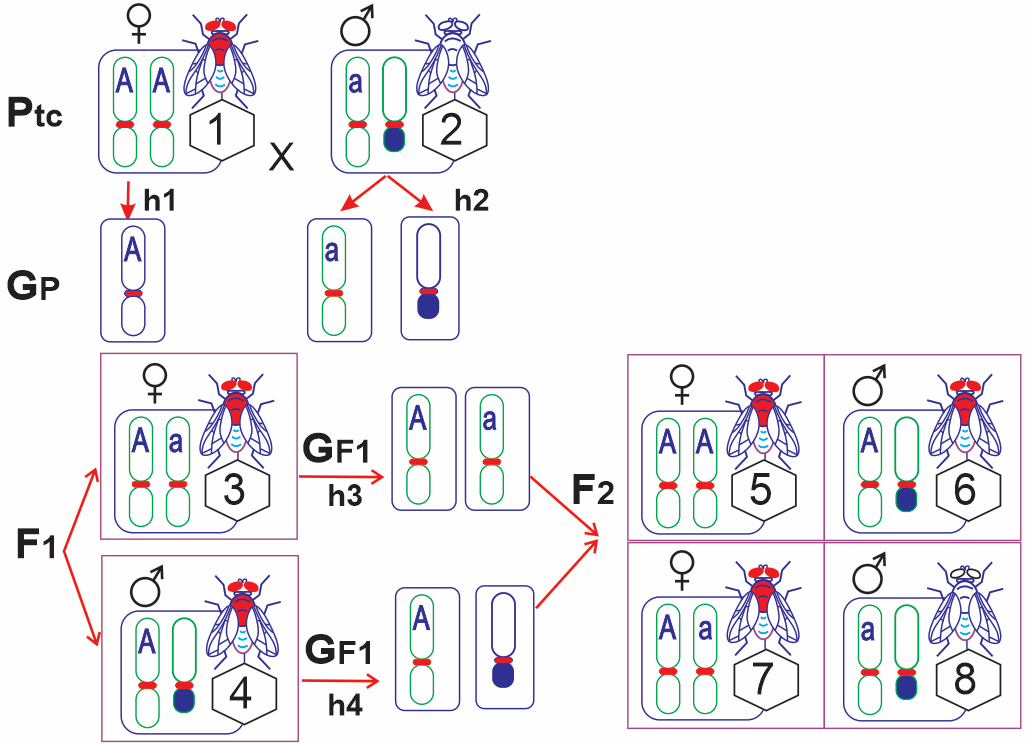 ♀ ♂
Ptc A A 1 X a 2
h1 h2
GP A a
♀
F1 A a 3 GF1 h3 A a F2
♂
A 4 GF1 h4 A
♀ ♂
A A 5 A 6
♀ ♂
A a 7 a 8